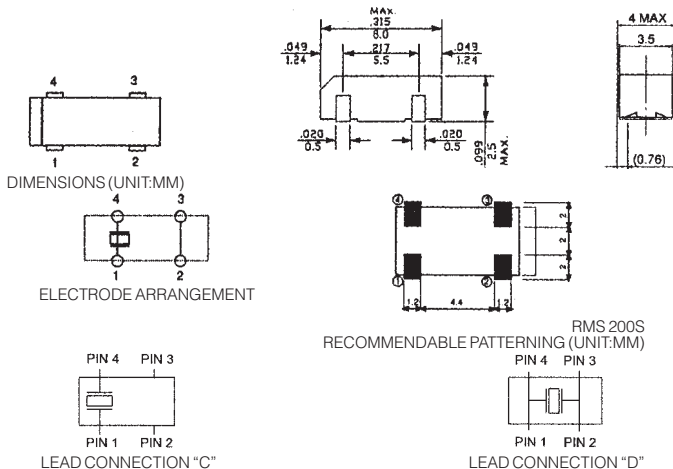 MAX.
.315
8.0
.049
1.24
.217
5.5
.049
1.24
4 MAX
3.5
4 3
1 2
.020
0.5
.020
0.5
.099
2.5
MAX.
(0.76)
DIMENSIONS (UNIT:MM)
4 3
1 2
ELECTRODE ARRANGEMENT
④ ③
2
2
2
① ②
1.2 4.4 1.2
RMS 200S
RECOMMENDABLE PATTERNING (UNIT:MM)
PIN 4 PIN 3
PIN 1 PIN 2
LEAD CONNECTION “C”
PIN 4 PIN 3
PIN 1 PIN 2
LEAD CONNECTION “D”